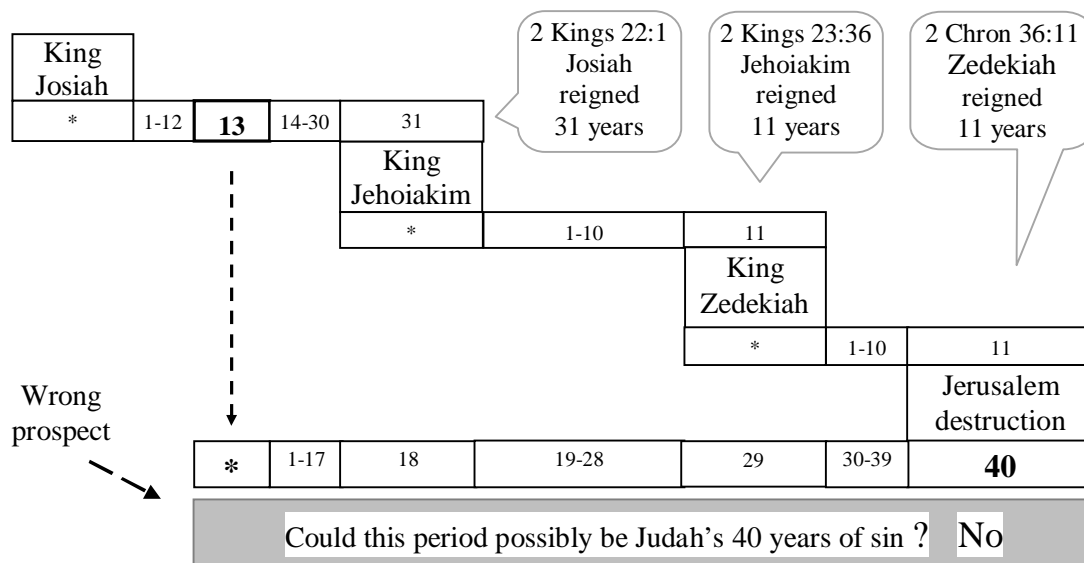 King
Josiah
* 1-12 13 14-30 31
2 Kings 22:1
Josiah
reigned
31 years
2 Kings 23:36
Jehoiakim
reigned
11 years
2 Chron 36:11
Zedekiah
reigned
11 years
King
Jehoiakim
* 1-10 11
King
Zedekiah
* 1-10 11
Jerusalem
destruction
Wrong
prospect
* 1-17 18 19-28 29 30-39 40
Could this period possibly be Judah’s 40 years of sin ? No